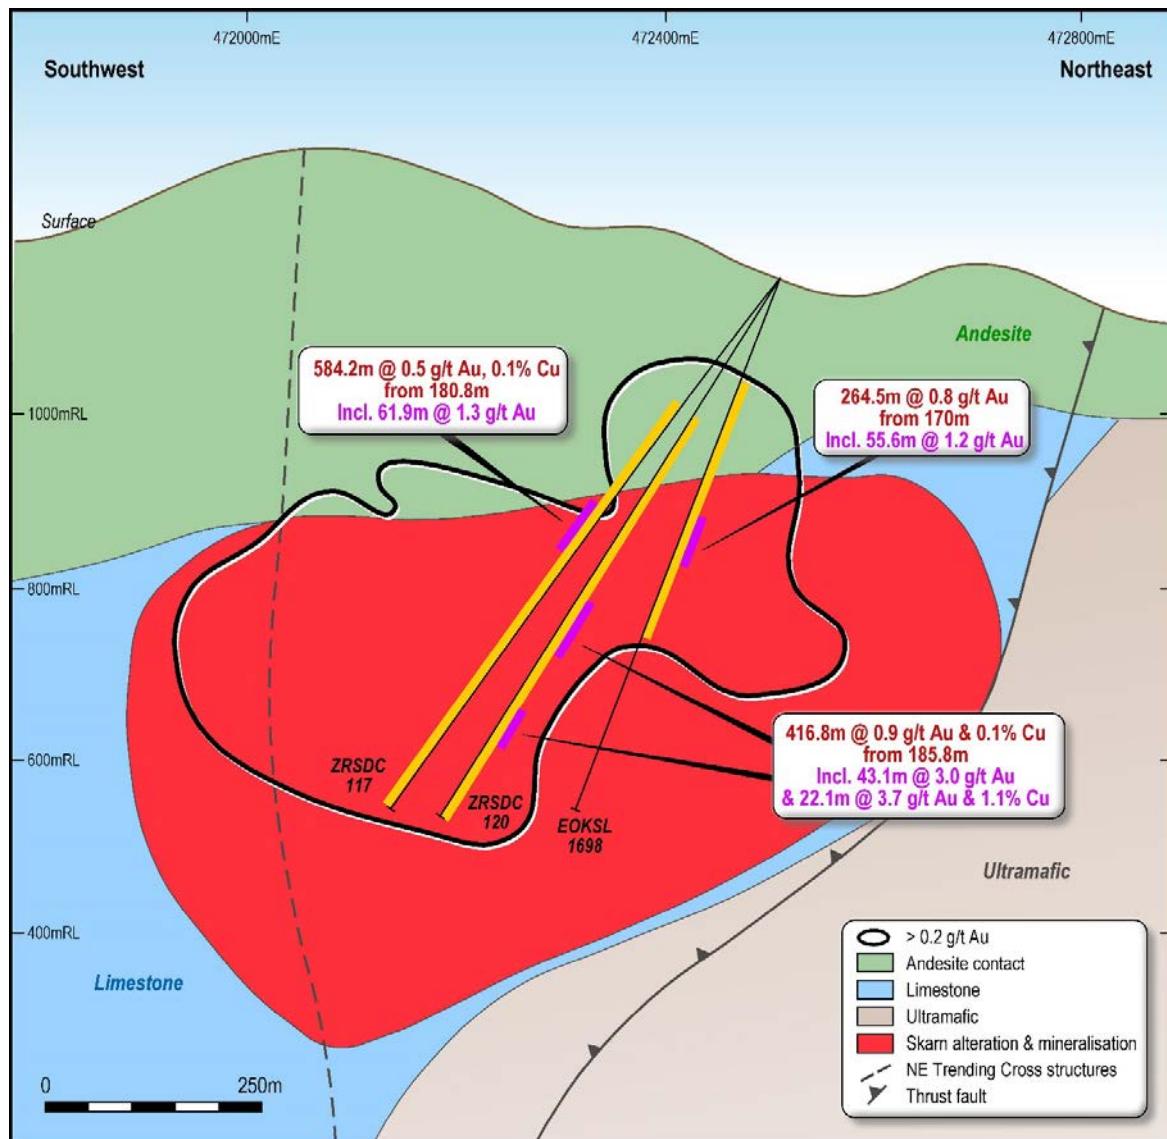 472000mE
472400mE
472800mE
Southwest
Northeast
Surface
Andesite
584.2m @ 0.5 g/t Au, 0.1% Cu
from 180.8m
Incl. 61.9m @ 1.3 g/t Au
264.5m @ 0.8 g/t Au
from 170m
Incl. 55.6m @ 1.2 g/t Au
1000mRL
800mRL
600mRL
400mRL
416.8m @ 0.9 g/t Au & 0.1% Cu
from 185.8m
Incl. 43.1m @ 3.0 g/t Au
& 22.1m @ 3.7 g/t Au & 1.1% Cu
ZRSDC
117
ZRSDC
120
EOKSL
1698
Ultramafic
Limestone
> 0.2 g/t Au
Andesite contact
Limestone
Ultramafic
Skarn alteration & mineralisation
NE Trending Cross structures
Thrust fault
0
250m